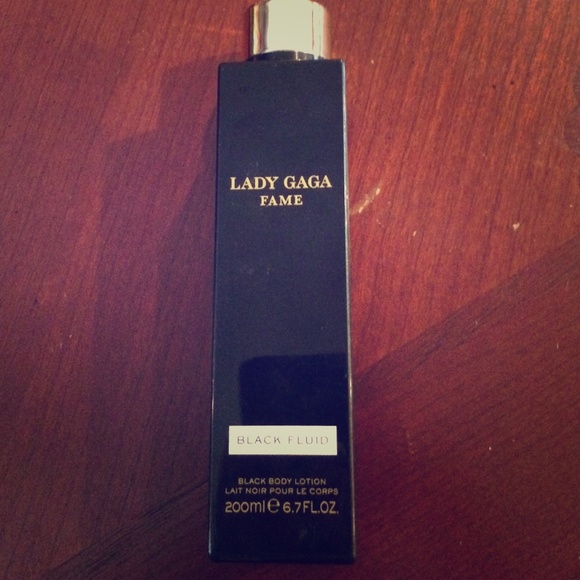 LADY GAGA
FAME
BLACK FLUID
BLACK BODY LOTION
LAIT NOIR POUR LE CORPS
200ml e 6.7FL.OZ.